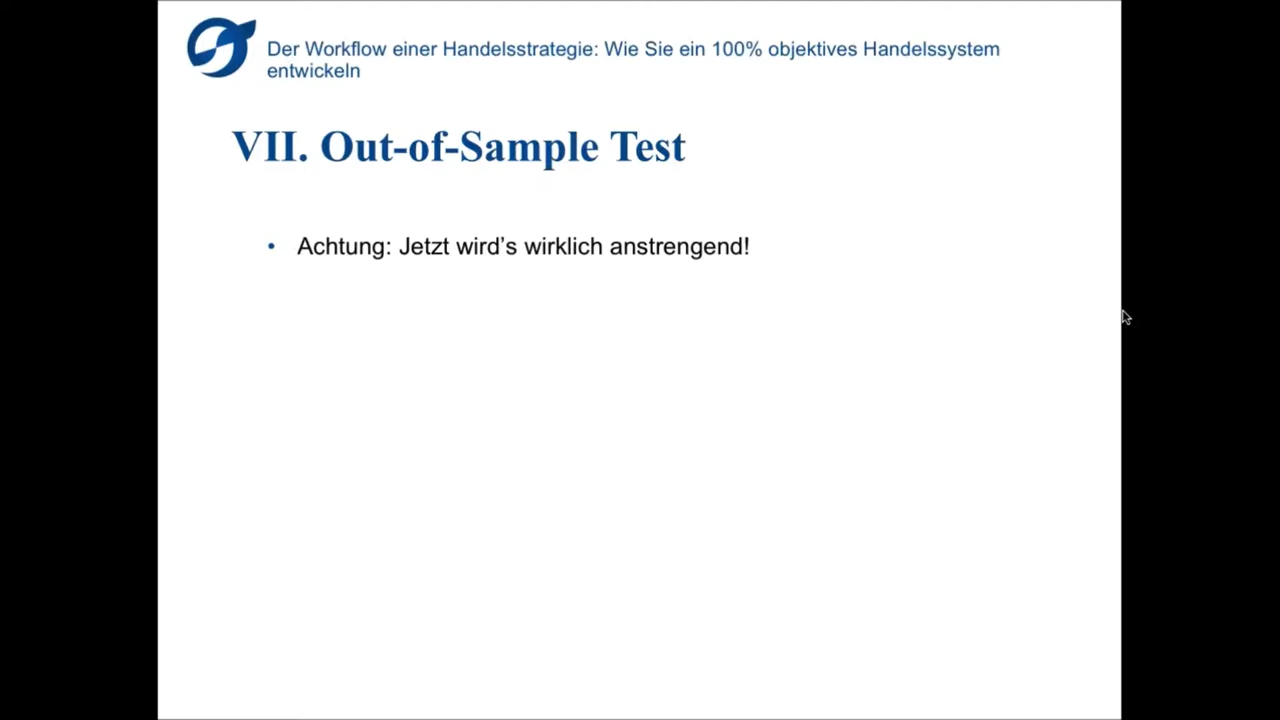 Der Workflow einer Handelsstrategie: Wie Sie ein 100% objektives Handelssystem
entwickeln
VII. Out-of-Sample Test
• Achtung: Jetzt wird’s wirklich anstrengend!